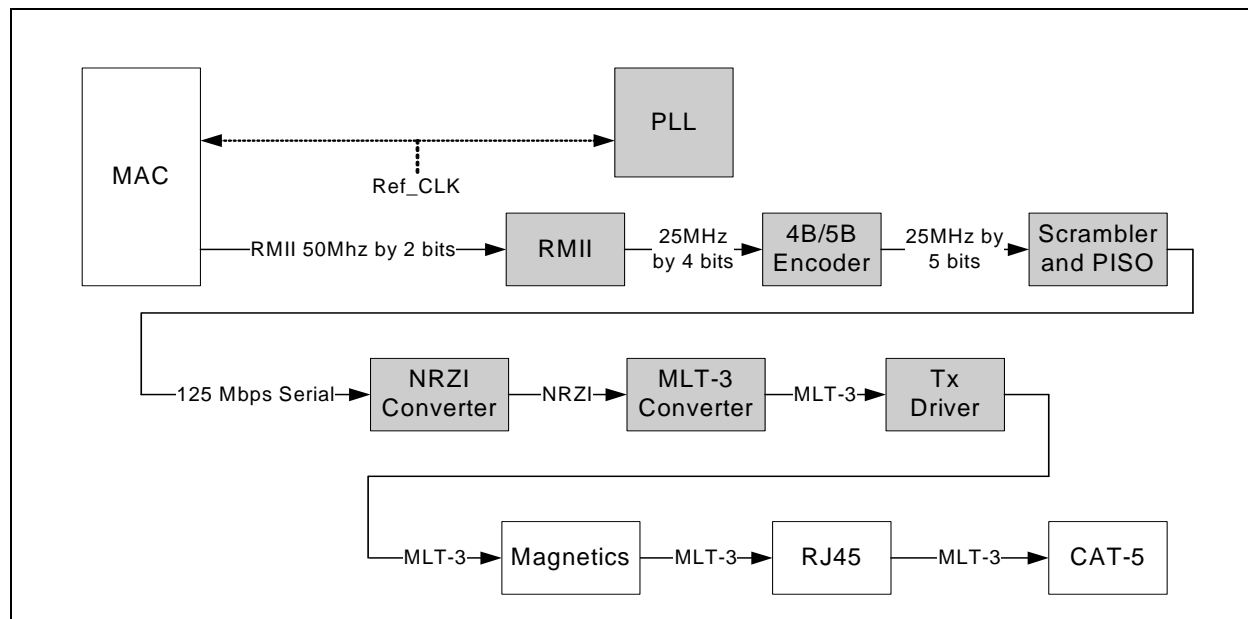 PLL
MAC
Ref_CLK
RMII 50Mhz by 2 bits
RMII
25MHz
by 4 bits
4B/5B
Encoder
25MHz by
5 bits
Scrambler
and PISO
125 Mbps Serial
NRZI
Converter
NRZI
MLT-3
Converter
MLT-3
Tx
Driver
MLT-3
Magnetics
MLT-3
RJ45
MLT-3
CAT-5